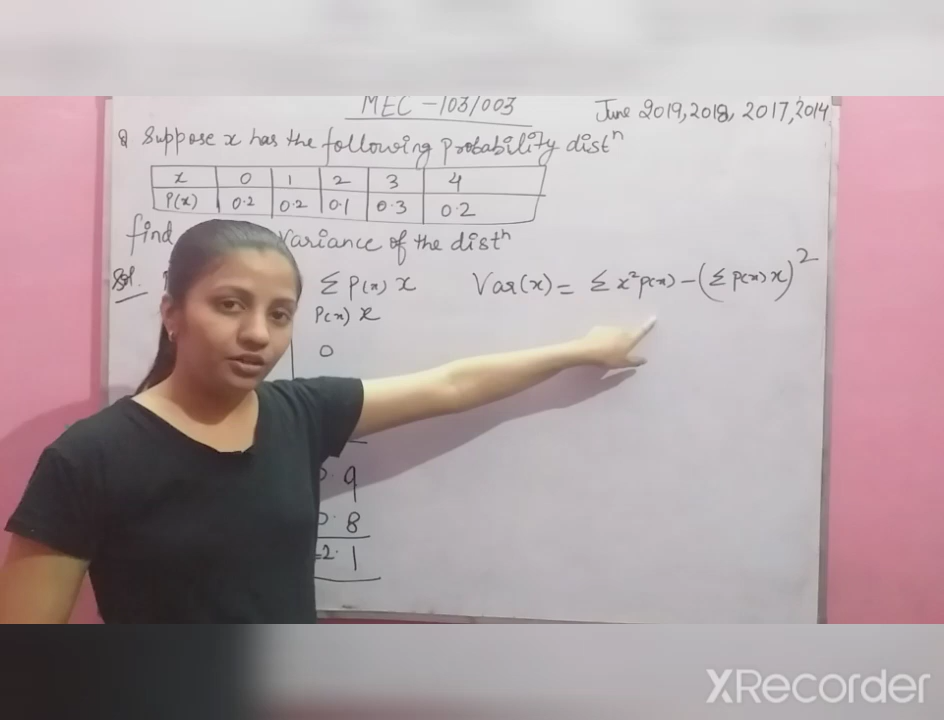 MEC - 103/003
June 2019, 2018, 2017, 2014
Q Suppose x has the following probability distⁿ
x 0 1 2 3 4
P(x) 0.2 0.2 0.1 0.3 0.2
find Variance of the distⁿ
Sol. Σ P(x) x Var(x) = Σ x²p(x) - (Σ p(x) x)²
P(x) x
0
0.9
0.8
=2.1
XRecorder